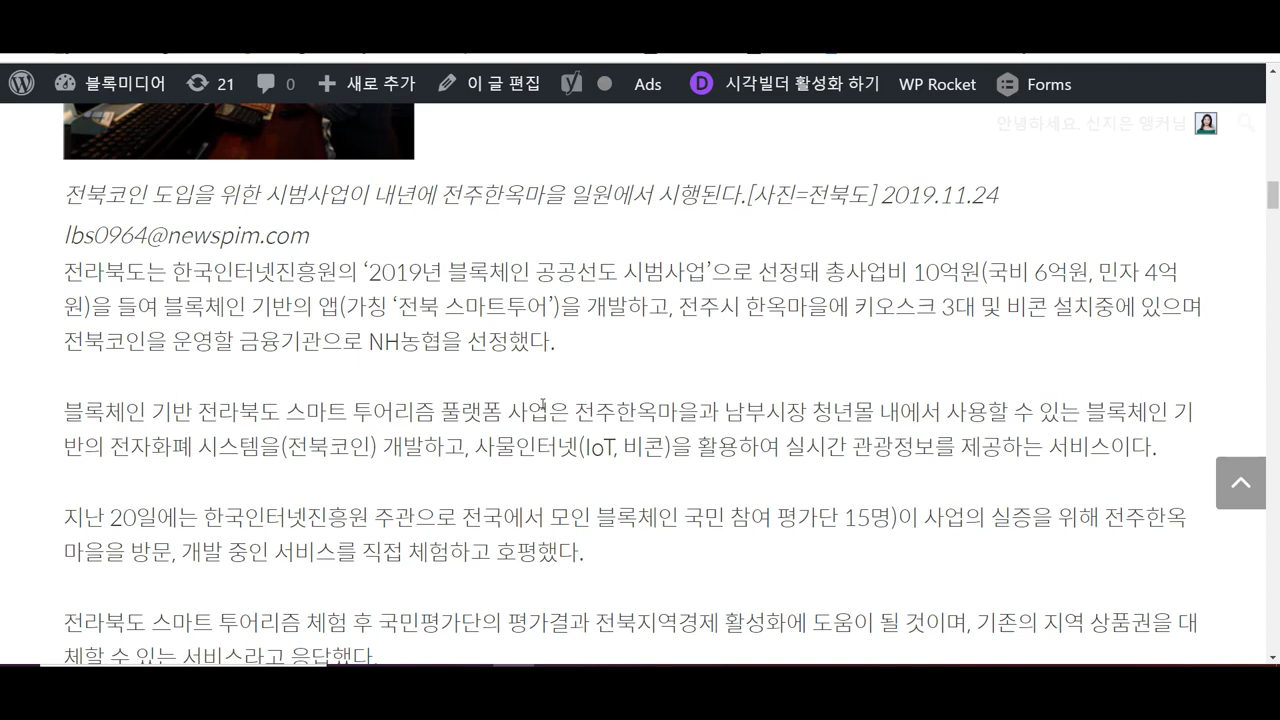 블록미디어 21 0 새로 추가 이 글 편집 Ads D 시각빌더 활성화 하기 WP Rocket Forms
안녕하세요. 신지은 앵커님
전북코인 도입을 위한 시범사업이 내년에 전주한옥마을 일원에서 시행된다.[사진=전북도] 2019.11.24
lbs0964@newspim.com
전라북도는 한국인터넷진흥원의 ‘2019년 블록체인 공공선도 시범사업’으로 선정돼 총사업비 10억원(국비 6억원, 민자 4억
원)을 들여 블록체인 기반의 앱(가칭 ‘전북 스마트투어’)을 개발하고, 전주시 한옥마을에 키오스크 3대 및 비콘 설치중에 있으며
전북코인을 운영할 금융기관으로 NH농협을 선정했다.
블록체인 기반 전라북도 스마트 투어리즘 풀랫폼 사업은 전주한옥마을과 남부시장 청년몰 내에서 사용할 수 있는 블록체인 기
반의 전자화폐 시스템을(전북코인) 개발하고, 사물인터넷(IoT, 비콘)을 활용하여 실시간 관광정보를 제공하는 서비스이다.
지난 20일에는 한국인터넷진흥원 주관으로 전국에서 모인 블록체인 국민 참여 평가단 15명)이 사업의 실증을 위해 전주한옥
마을을 방문, 개발 중인 서비스를 직접 체험하고 호평했다.
전라북도 스마트 투어리즘 체험 후 국민평가단의 평가결과 전북지역경제 활성화에 도움이 될 것이며, 기존의 지역 상품권을 대
체할 수 있는 서비스라고 응답했다.